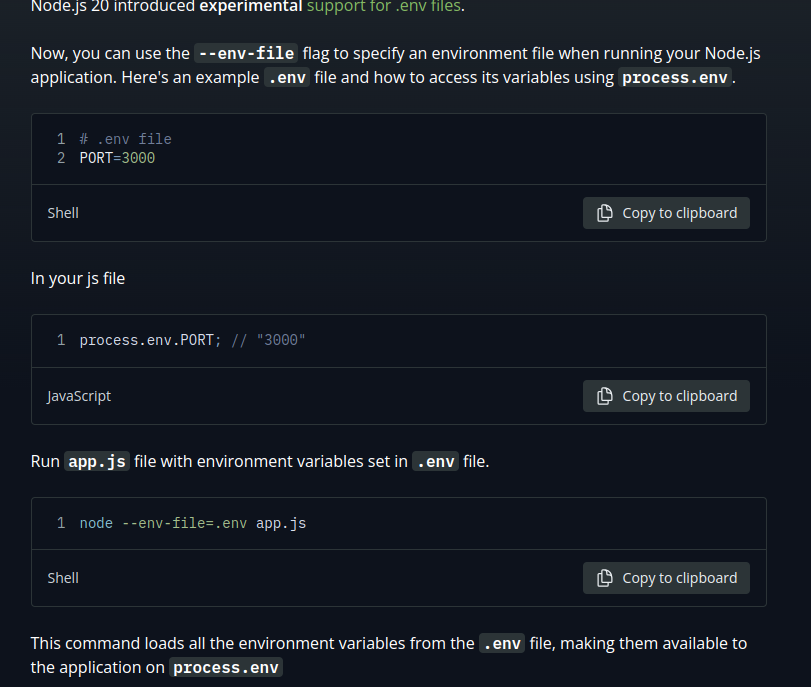 Node.js 20 introduced experimental support for .env files.
Now, you can use the --env-file flag to specify an environment file when running your Node.js
application. Here's an example .env file and how to access its variables using process.env.
1 # .env file
2 PORT=3000
Shell
Copy to clipboard
In your js file
1 process.env.PORT; // "3000"
JavaScript
Copy to clipboard
Run app.js file with environment variables set in .env file.
1 node --env-file=.env app.js
Shell
Copy to clipboard
This command loads all the environment variables from the .env file, making them available to
the application on process.env